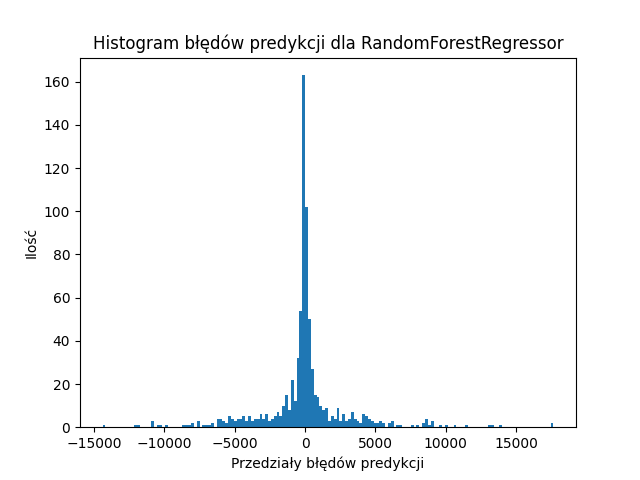 Histogram błędów predykcji dla RandomForestRegressor
160
140
120
100
80
60
40
20
0
Ilość
−15000 −10000 −5000 0 5000 10000 15000
Przedziały błędów predykcji